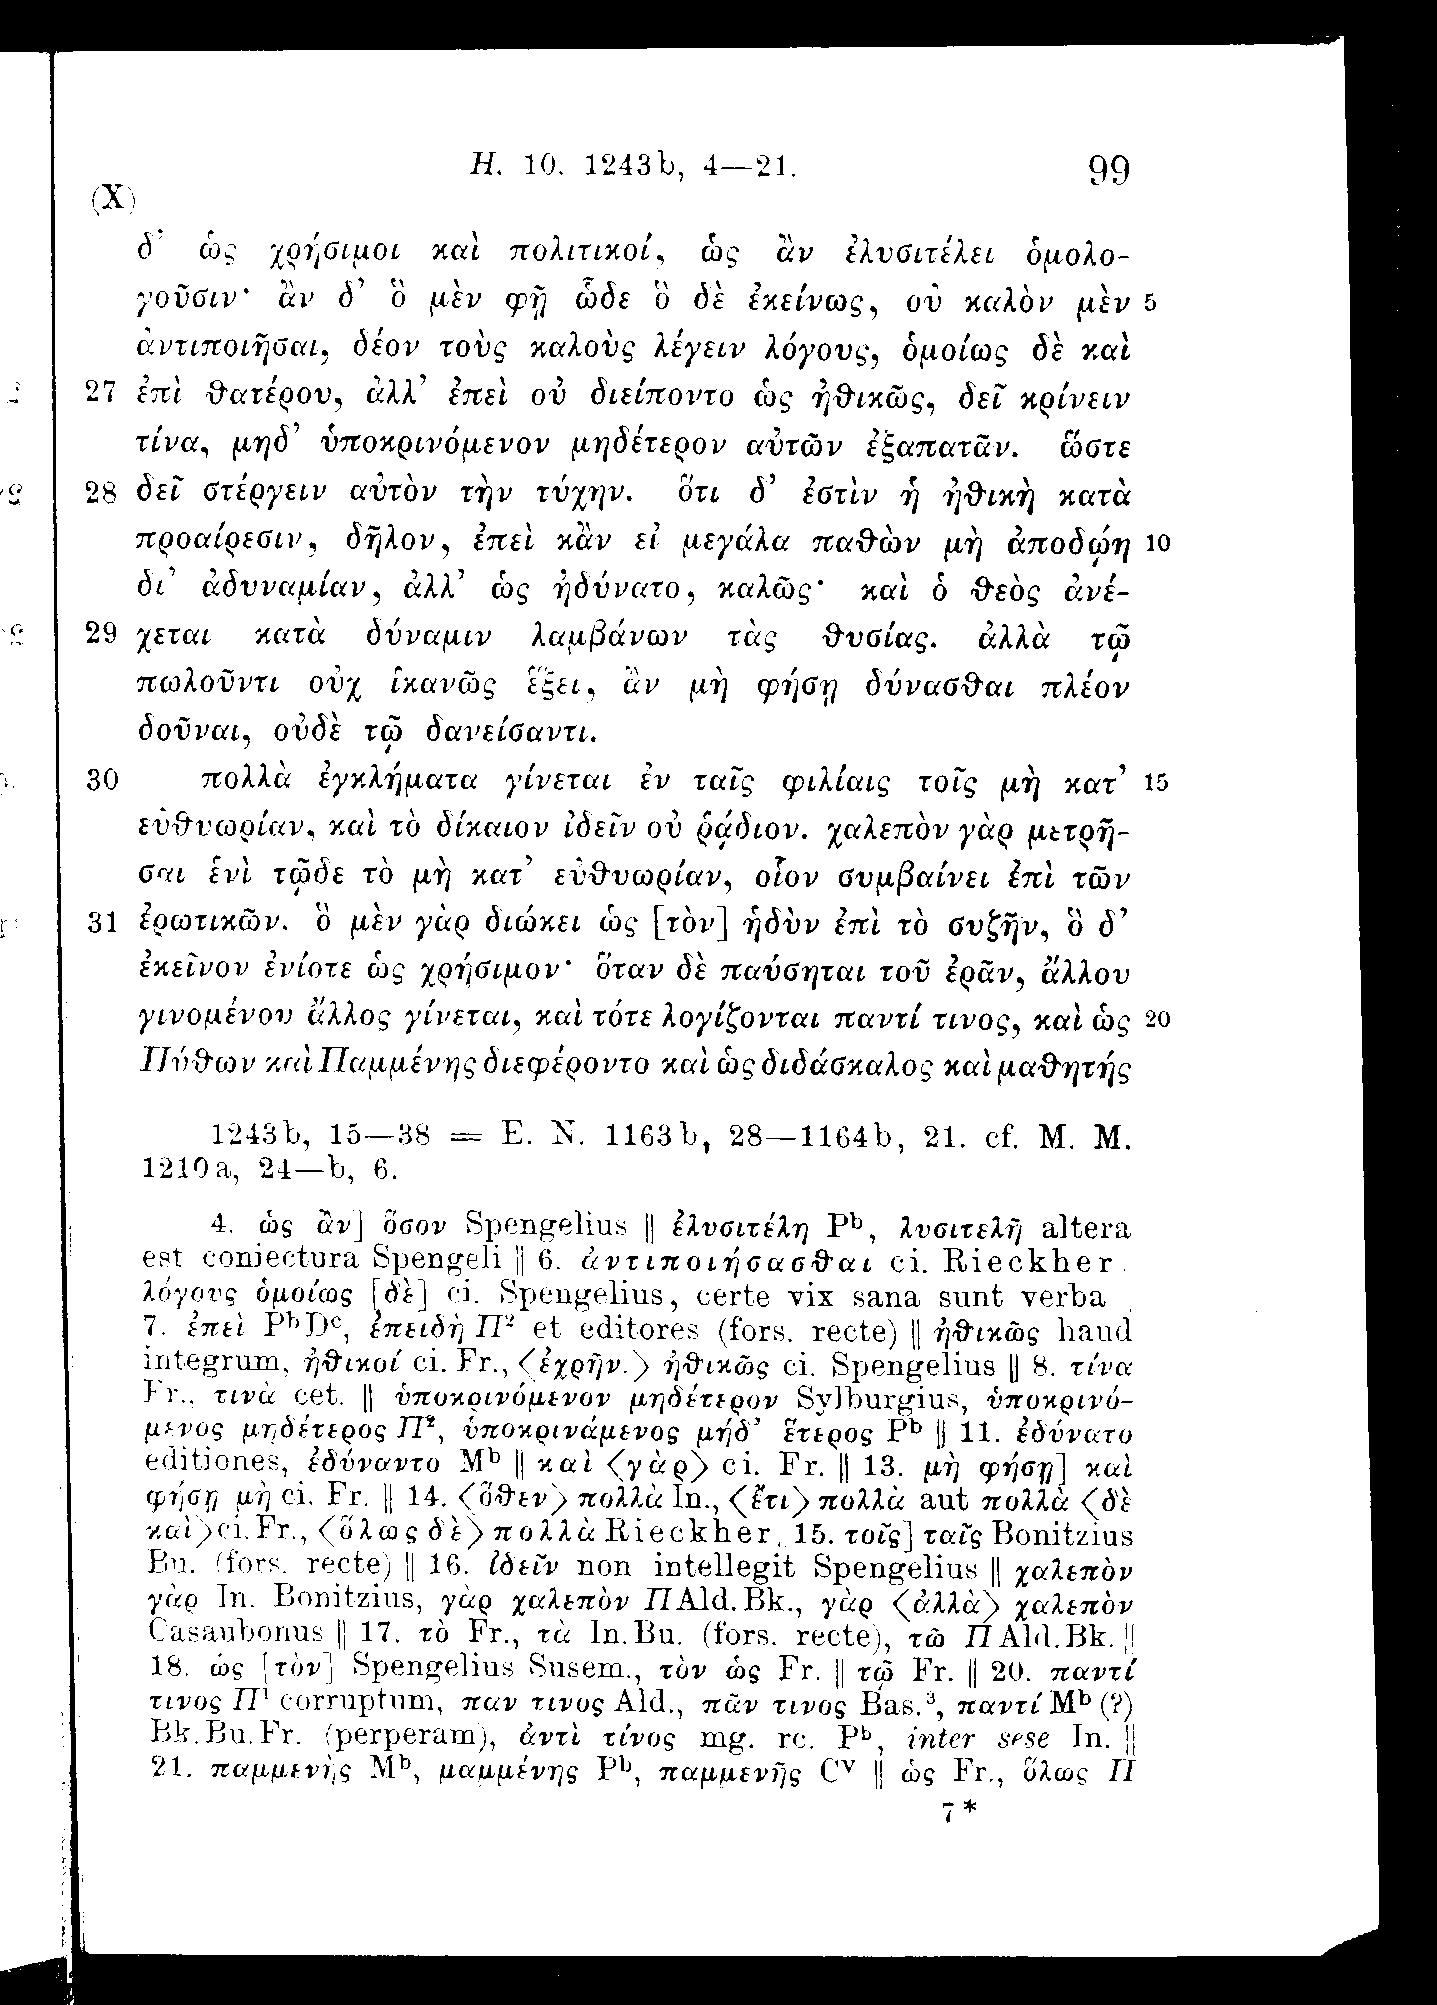 H. 10. 1243b, 4—21. 99
(X)
δ’ ὡς χρήσιμοι καὶ πολιτικοί, ὡς ἂν ἐλυσιτέλει ὁμολο-
γοῦσιν· ἂν δ’ ὃ μὲν φῇ ὧδε ὃ δὲ ἐκείνως, οὐ καλὸν μὲν 5
ἀντιποιῆσαι, δέον τοὺς καλοὺς λέγειν λόγους, ὁμοίως δὲ καὶ
27 ἐπὶ θατέρου, ἀλλ’ ἐπεὶ οὐ διείποντο ὡς ἠθικῶς, δεῖ κρίνειν
τίνα, μηδ’ ὑποκρινόμενον μηδέτερον αὐτῶν ἐξαπατᾶν. ὥστε
28 δεῖ στέργειν αὐτὸν τὴν τύχην. ὅτι δ’ ἐστὶν ἡ ἠθικὴ κατὰ
προαίρεσιν, δῆλον, ἐπεὶ κἂν εἰ μεγάλα παθὼν μὴ ἀποδῴη 10
δι’ ἀδυναμίαν, ἀλλ’ ὡς ἠδύνατο, καλῶς· καὶ ὁ θεὸς ἀνέ-
29 χεται κατὰ δύναμιν λαμβάνων τὰς θυσίας. ἀλλὰ τῷ
πωλοῦντι οὐχ ἱκανῶς ἕξει, ἂν μὴ φήσῃ δύνασθαι πλέον
δοῦναι, οὐδὲ τῷ δανείσαντι.
30 πολλὰ ἐγκλήματα γίνεται ἐν ταῖς φιλίαις τοῖς μὴ κατ’ 15
εὐθυωρίαν, καὶ τὸ δίκαιον ἰδεῖν οὐ ῥᾴδιον. χαλεπὸν γὰρ μετρῆ-
σαι ἑνὶ τῷδε τὸ μὴ κατ’ εὐθυωρίαν, οἷον συμβαίνει ἐπὶ τῶν
31 ἐρωτικῶν. ὃ μὲν γὰρ διώκει ὡς [τὸν] ἡδὺν ἐπὶ τὸ συζῆν, ὃ δ’
ἐκεῖνον ἐνίοτε ὡς χρήσιμον· ὅταν δὲ παύσηται τοῦ ἐρᾶν, ἄλλου
γινομένου ἄλλος γίνεται, καὶ τότε λογίζονται παντί τινος, καὶ ὡς 20
Πύθων καὶ Παμμένης διεφέροντο καὶ ὡς διδάσκαλος καὶ μαθητής
1243b, 15—38 = E. N. 1163b, 28—1164b, 21. cf. M. M.
1210a, 24—b, 6.
4. ὡς ἂν] ὅσον Spengelius || ἐλυσιτέλη Pᵇ, λυσιτελῇ altera
est coniectura Spengeli || 6. ἀντιποιήσασθαι ci. Rieckher
λόγους ὁμοίως [δὲ] ci. Spengelius, certe vix sana sunt verba
7. ἐπεὶ PᵇDᶜ, ἐπειδὴ Π² et editores (fors. recte) || ἠθικῶς haud
integrum, ἠθικοί ci. Fr., <ἐχρῆν.> ἠθικῶς ci. Spengelius || 8. τίνα
Fr., τινὰ cet. || ὑποκρινόμενον μηδέτερον Sylburgius, ὑποκρινό-
μενος μηδέτερος Π², ὑποκρινάμενος μήδ’ ἕτερος Pᵇ || 11. ἐδύνατο
editiones, ἐδύναντο Mᵇ || καὶ <γὰρ> ci. Fr. || 13. μὴ φήσῃ] καὶ
φήσῃ μὴ ci. Fr. || 14. <ὅθεν> πολλὰ In., <ἔτι> πολλὰ aut πολλὰ <δὲ
καὶ> ci. Fr., <ὅλως δὲ> πολλὰ Rieckher, 15. τοῖς] ταῖς Bonitzius
Bu. (fors. recte) || 16. ἰδεῖν non intellegit Spengelius || χαλεπὸν
γὰρ In. Bonitzius, γὰρ χαλεπὸν Π Ald. Bk., γὰρ <ἀλλὰ> χαλεπὸν
Casaubonus || 17. τὸ Fr., τὰ In. Bu. (fors. recte), τῶ Π Ald. Bk. ||
18. ὡς [τὸν] Spengelius Susem., τὸν ὡς Fr. || τῷ Fr. || 20. παντί
τινος Π¹ corruptum, παν τινος Ald., πᾶν τινος Bas.³, παντί Mᵇ (?)
Bk. Bu. Fr. (perperam), ἀντὶ τίνος mg. rc. Pᵇ, inter sese In. ||
21. παμμενὴς Mᵇ, μαμμένης Pᵇ, παμμενῆς Cᵛ || ὡς Fr., ὅλως Π
7*